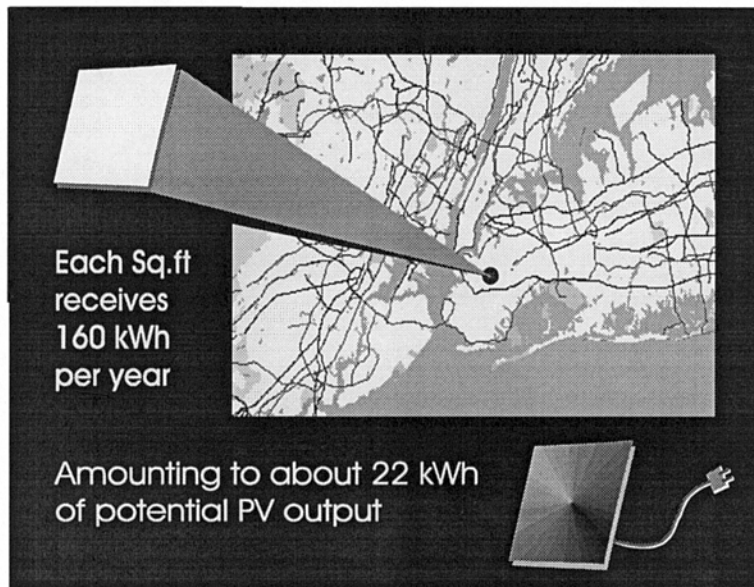 Each Sq.ft
receives
160 kWh
per year
Amounting to about 22 kWh
of potential PV output